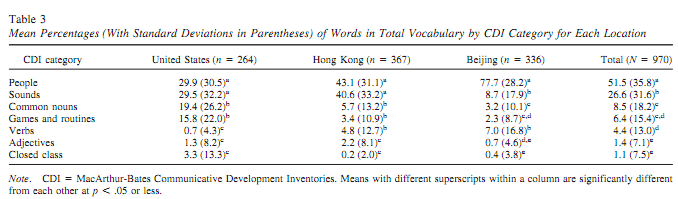 Table 3
Mean Percentages (With Standard Deviations in Parentheses) of Words in Total Vocabulary by CDI Category for Each Location
CDI category United States (n = 264) Hong Kong (n = 367) Beijing (n = 336) Total (N = 970)
People 29.9 (30.5)ᵃ 43.1 (31.1)ᵃ 77.7 (28.2)ᵃ 51.5 (35.8)ᵃ
Sounds 29.5 (32.2)ᵃ 40.6 (33.2)ᵃ 8.7 (17.9)ᵇ 26.6 (31.6)ᵇ
Common nouns 19.4 (26.2)ᵇ 5.7 (13.2)ᵇ 3.2 (10.1)ᶜ 8.5 (18.2)ᶜ
Games and routines 15.8 (22.0)ᵇ 3.4 (10.9)ᵇ 2.3 (8.7)ᶜ,ᵈ 6.4 (15.4)ᶜ,ᵈ
Verbs 0.7 (4.3)ᶜ 4.8 (12.7)ᵇ 7.0 (16.8)ᵇ 4.4 (13.0)ᵈ
Adjectives 1.3 (8.2)ᶜ 2.2 (8.1)ᶜ 0.7 (4.6)ᵈ,ᵉ 1.4 (7.1)ᵉ
Closed class 3.3 (13.3)ᶜ 0.2 (2.0)ᶜ 0.4 (3.8)ᵉ 1.1 (7.5)ᵉ
Note. CDI = MacArthur-Bates Communicative Development Inventories. Means with different superscripts within a column are significantly different
from each other at p < .05 or less.